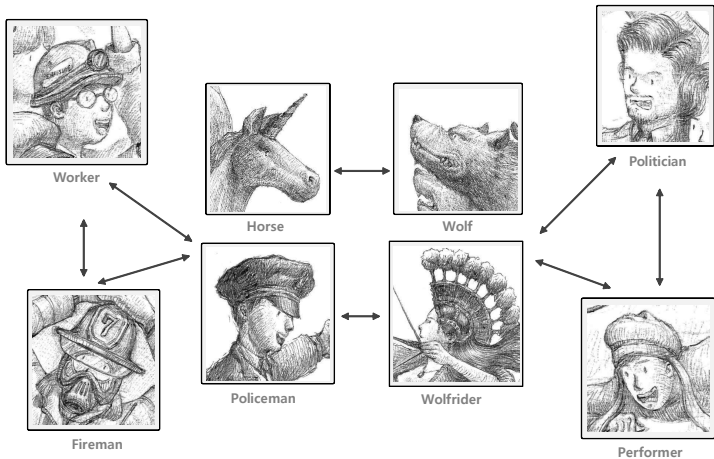 Worker
Horse
Wolf
Politician
7
Fireman
Policeman
Wolfrider
Performer